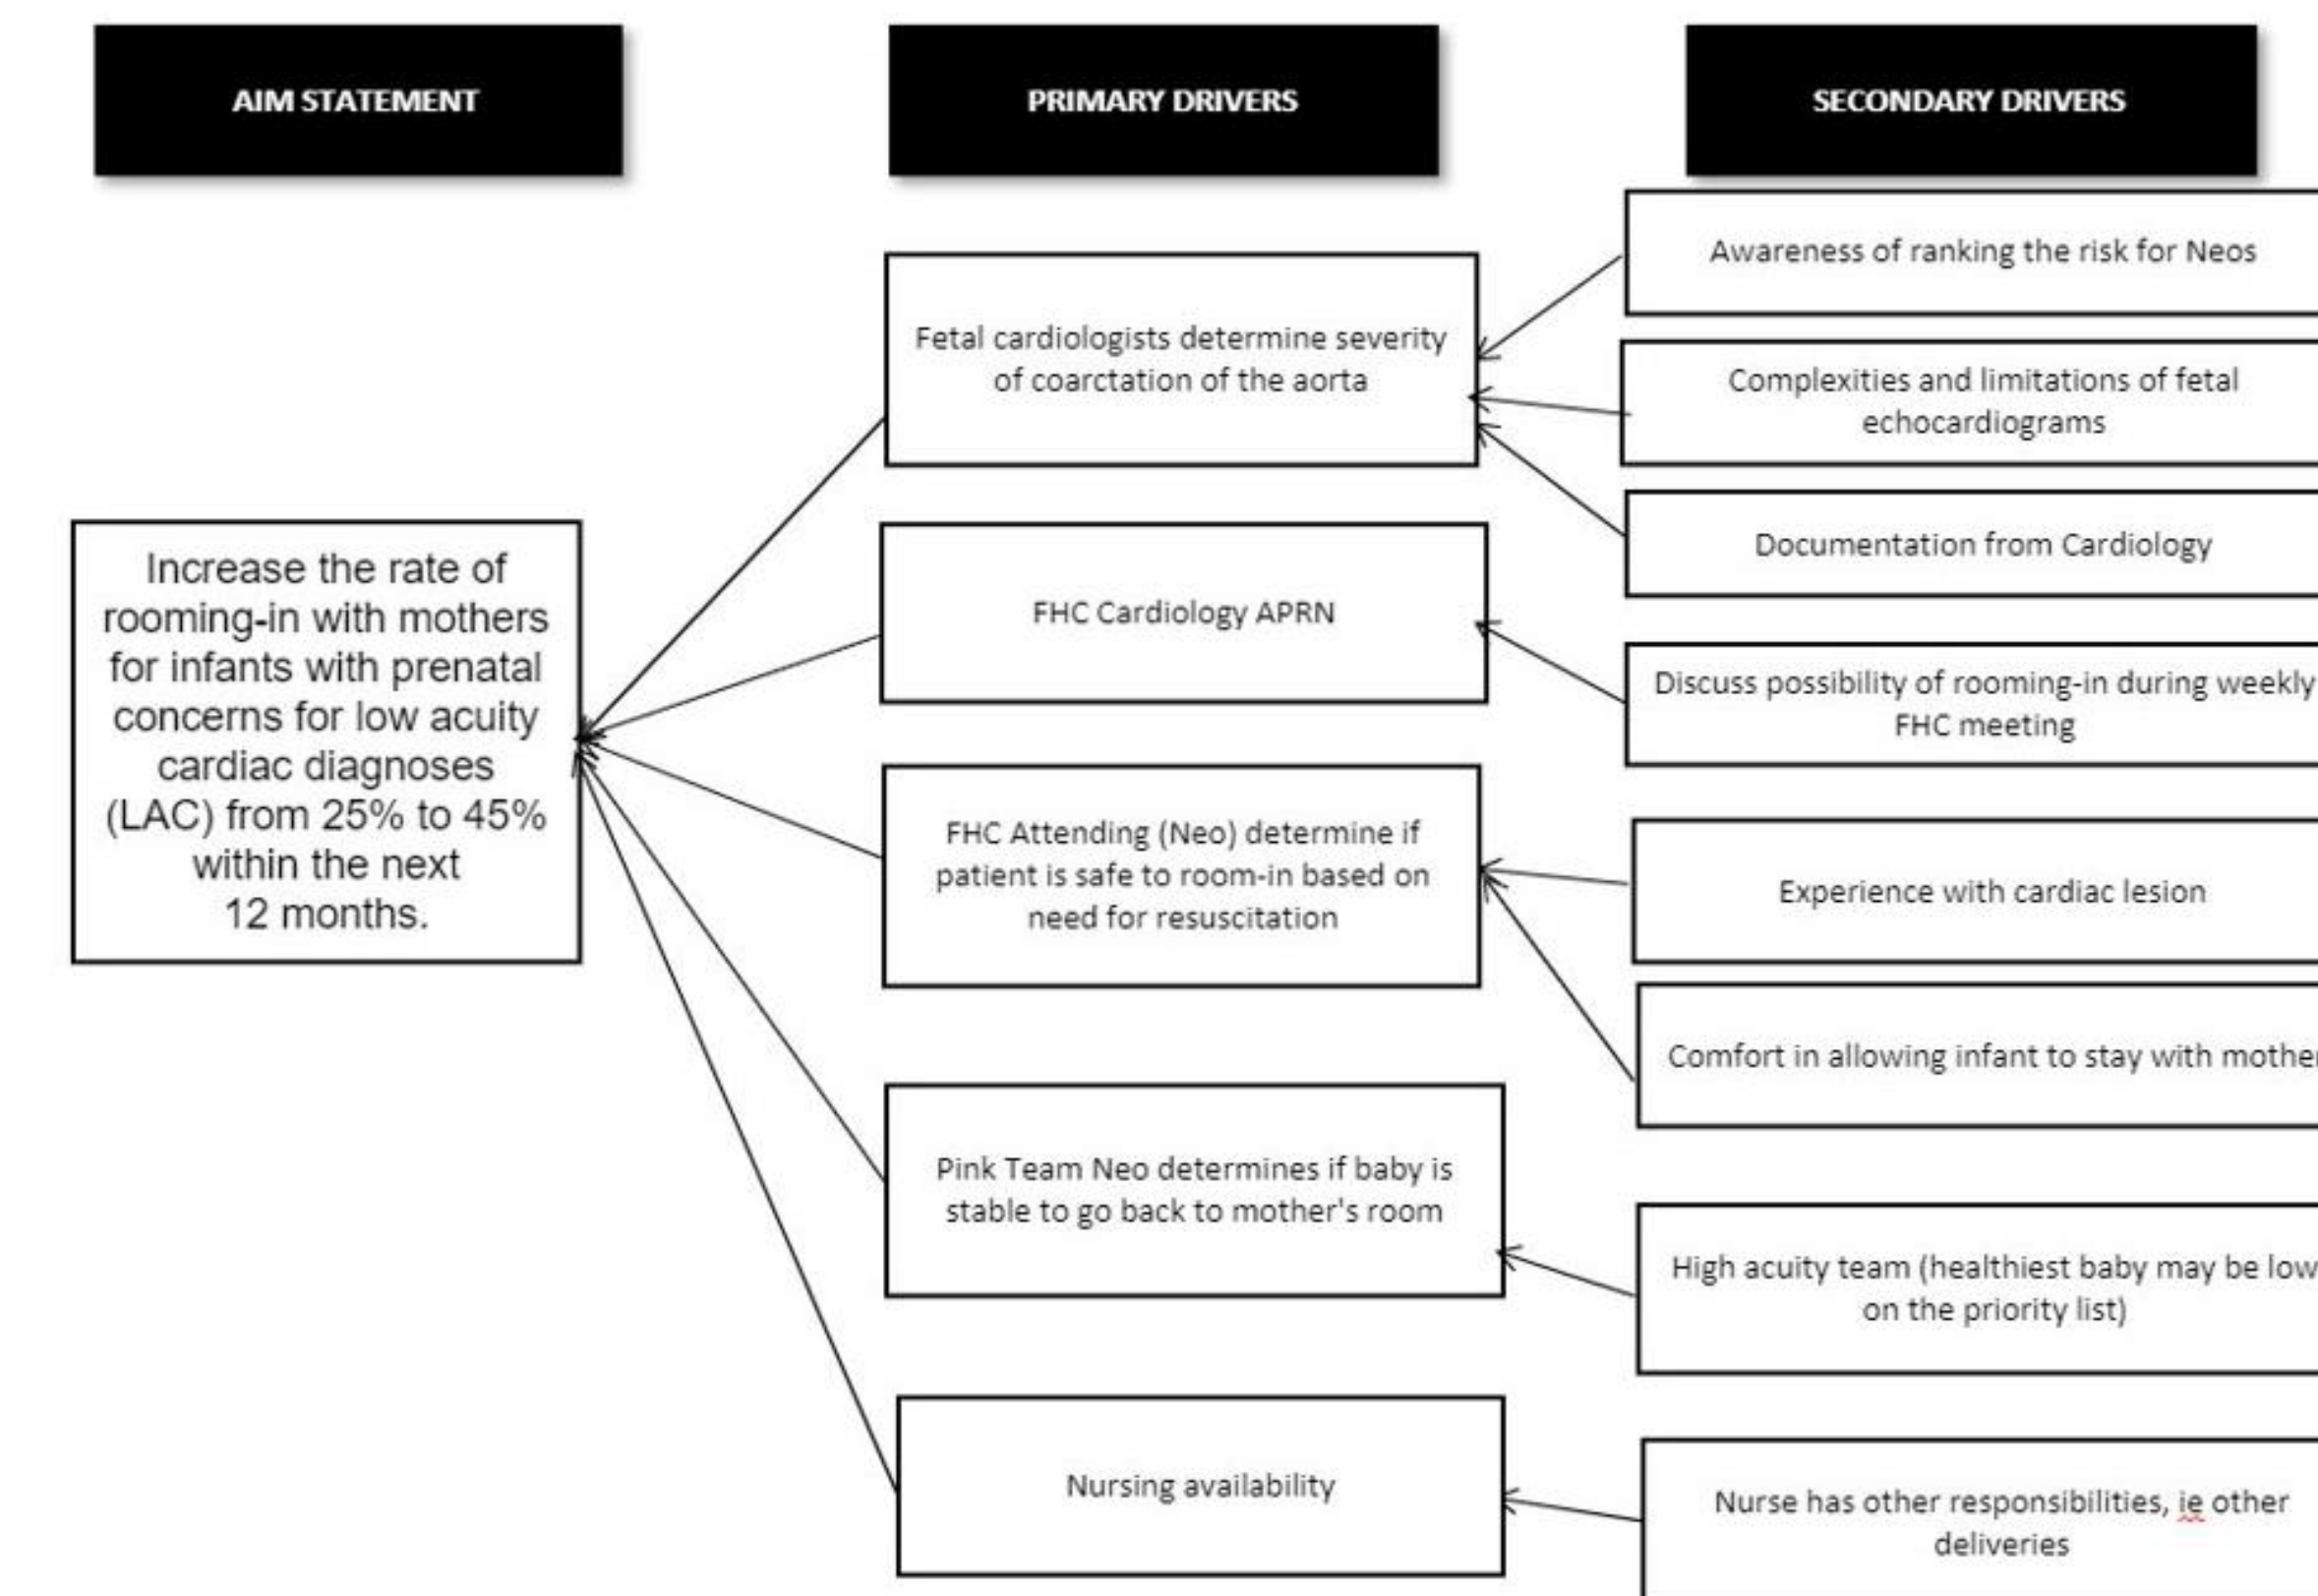 AIM STATEMENT
PRIMARY DRIVERS
SECONDARY DRIVERS
Increase the rate of
rooming-in with mothers
for infants with prenatal
concerns for low acuity
cardiac diagnoses
(LAC) from 25% to 45%
within the next
12 months.
Fetal cardiologists determine severity
of coarctation of the aorta
FHC Cardiology APRN
FHC Attending (Neo) determine if
patient is safe to room-in based on
need for resuscitation
Pink Team Neo determines if baby is
stable to go back to mother's room
Nursing availability
Awareness of ranking the risk for Neos
Complexities and limitations of fetal
echocardiograms
Documentation from Cardiology
Discuss possibility of rooming-in during weekly
FHC meeting
Experience with cardiac lesion
Comfort in allowing infant to stay with mother
High acuity team (healthiest baby may be low
on the priority list)
Nurse has other responsibilities, ie other
deliveries